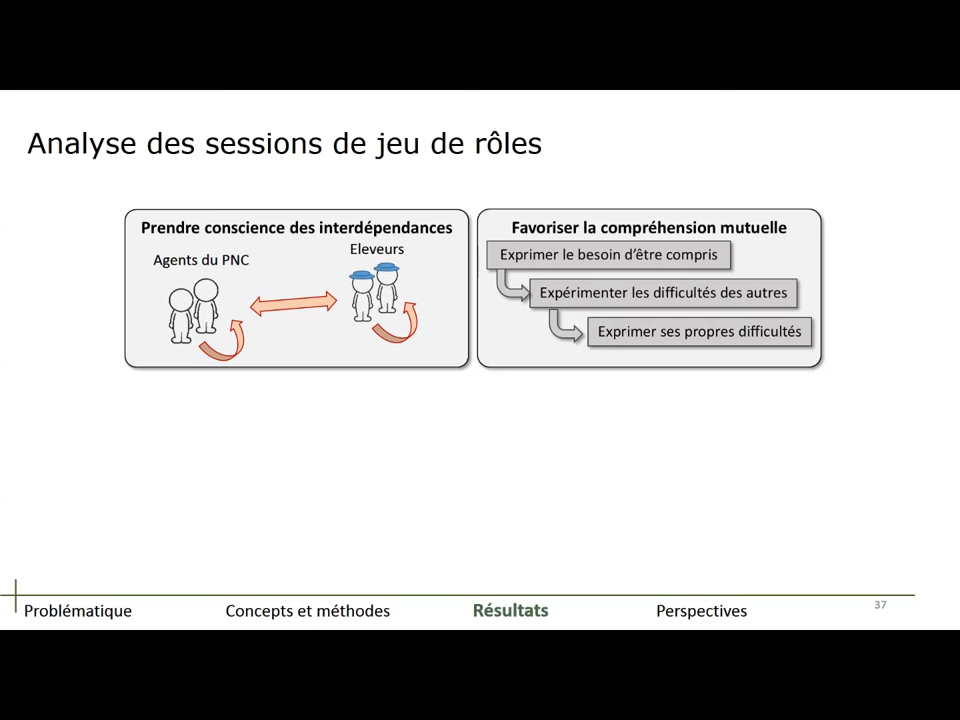 Analyse des sessions de jeu de rôles
Prendre conscience des interdépendances
Agents du PNC
Eleveurs
Favoriser la compréhension mutuelle
Exprimer le besoin d'être compris
Expérimenter les difficultés des autres
Exprimer ses propres difficultés
Problématique
Concepts et méthodes
Résultats
Perspectives
37